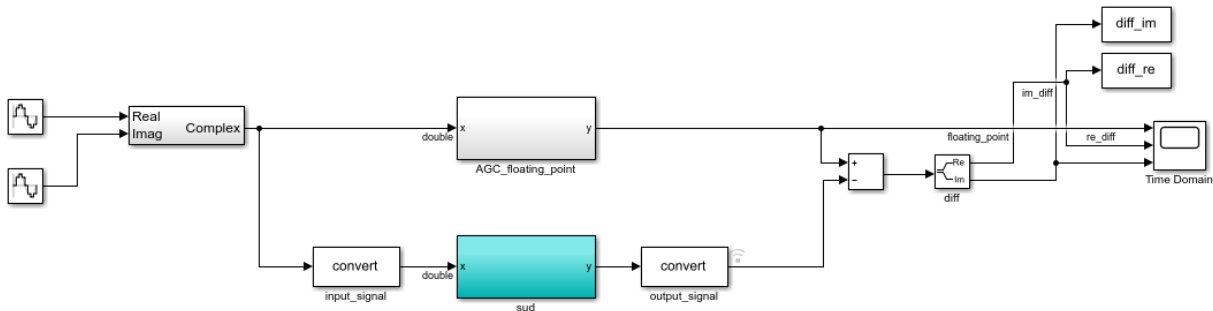 diff_im
diff_re
im_diff
Real
Imag
Complex
double
x
y
AGC_floating_point
floating_point
re_diff
Time Domain
+
−
Re
Im
diff
convert
input_signal
double
x
y
sud
convert
output_signal